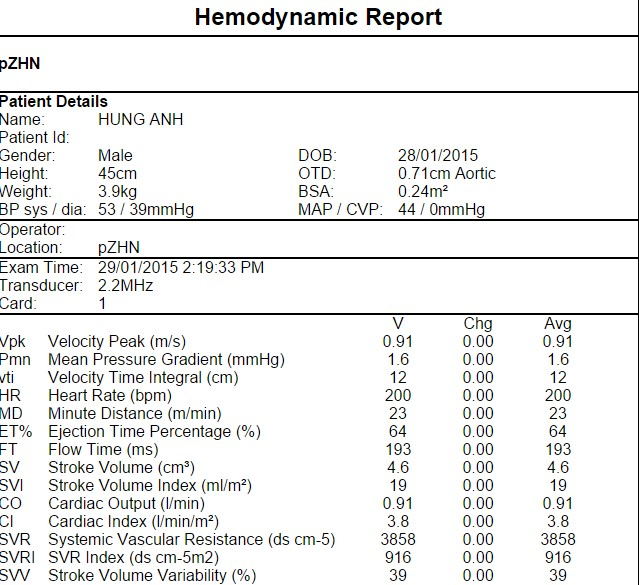 Hemodynamic Report
pZHN
Patient Details
Name: HUNG ANH
Patient Id:
Gender: Male DOB: 28/01/2015
Height: 45cm OTD: 0.71cm Aortic
Weight: 3.9kg BSA: 0.24m²
BP sys / dia: 53 / 39mmHg MAP / CVP: 44 / 0mmHg
Operator:
Location: pZHN
Exam Time: 29/01/2015 2:19:33 PM
Transducer: 2.2MHz
Card: 1
V Chg Avg
Vpk Velocity Peak (m/s) 0.91 0.00 0.91
Pmn Mean Pressure Gradient (mmHg) 1.6 0.00 1.6
vti Velocity Time Integral (cm) 12 0.00 12
HR Heart Rate (bpm) 200 0.00 200
MD Minute Distance (m/min) 23 0.00 23
ET% Ejection Time Percentage (%) 64 0.00 64
FT Flow Time (ms) 193 0.00 193
SV Stroke Volume (cm³) 4.6 0.00 4.6
SVI Stroke Volume Index (ml/m²) 19 0.00 19
CO Cardiac Output (l/min) 0.91 0.00 0.91
CI Cardiac Index (l/min/m²) 3.8 0.00 3.8
SVR Systemic Vascular Resistance (ds cm-5) 3858 0.00 3858
SVRI SVR Index (ds cm-5m2) 916 0.00 916
SVV Stroke Volume Variability (%) 39 0.00 39